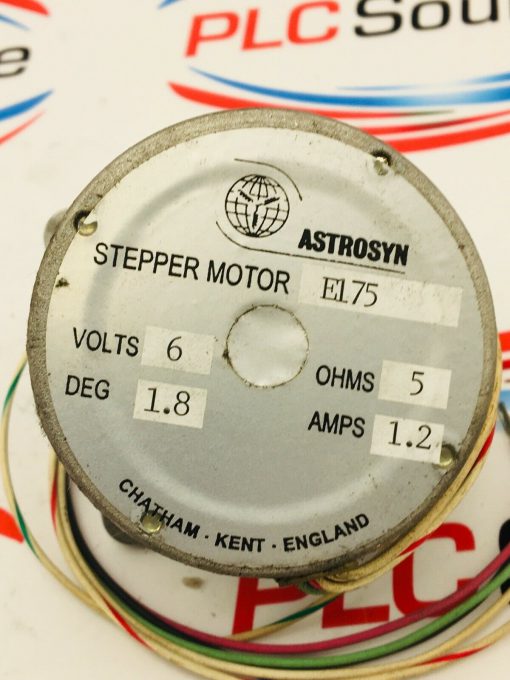 PLC Sou
e
ASTROSYN
STEPPER MOTOR E175
VOLTS 6
OHMS 5
DEG 1.8
AMPS 1.2
CHATHAM · KENT · ENGLAND
PLC S